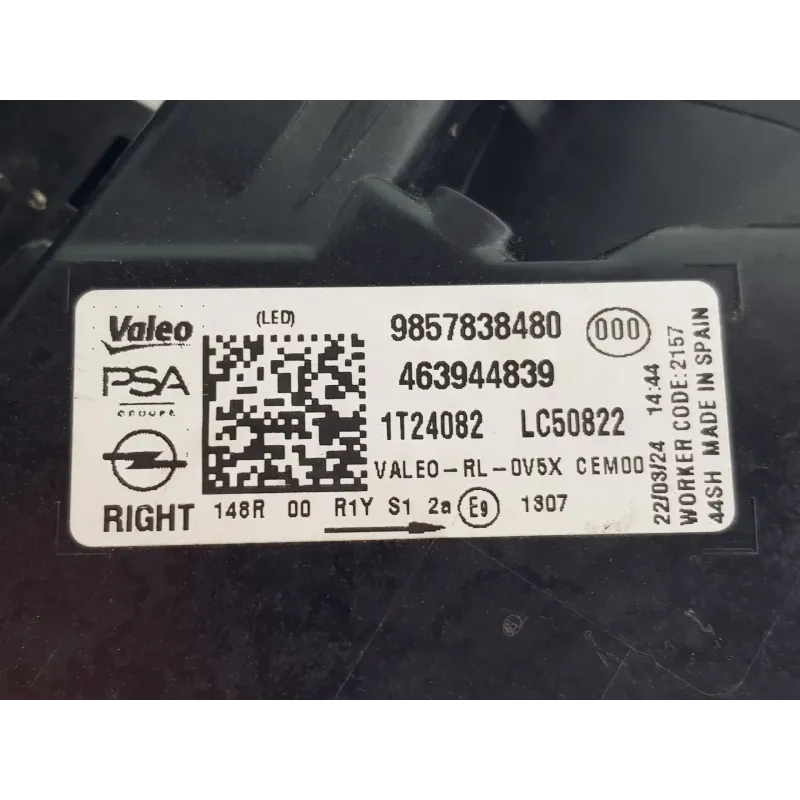 Valeo
PSA
GROUPE
RIGHT
(LED)
9857838480
000
463944839
1T24082 LC50822
VALEO-RL-0V5X CEM00
148R 00 R1Y S1 2a E9 1307
22/03/24 14:44
WORKER CODE:2157
44SH MADE IN SPAIN